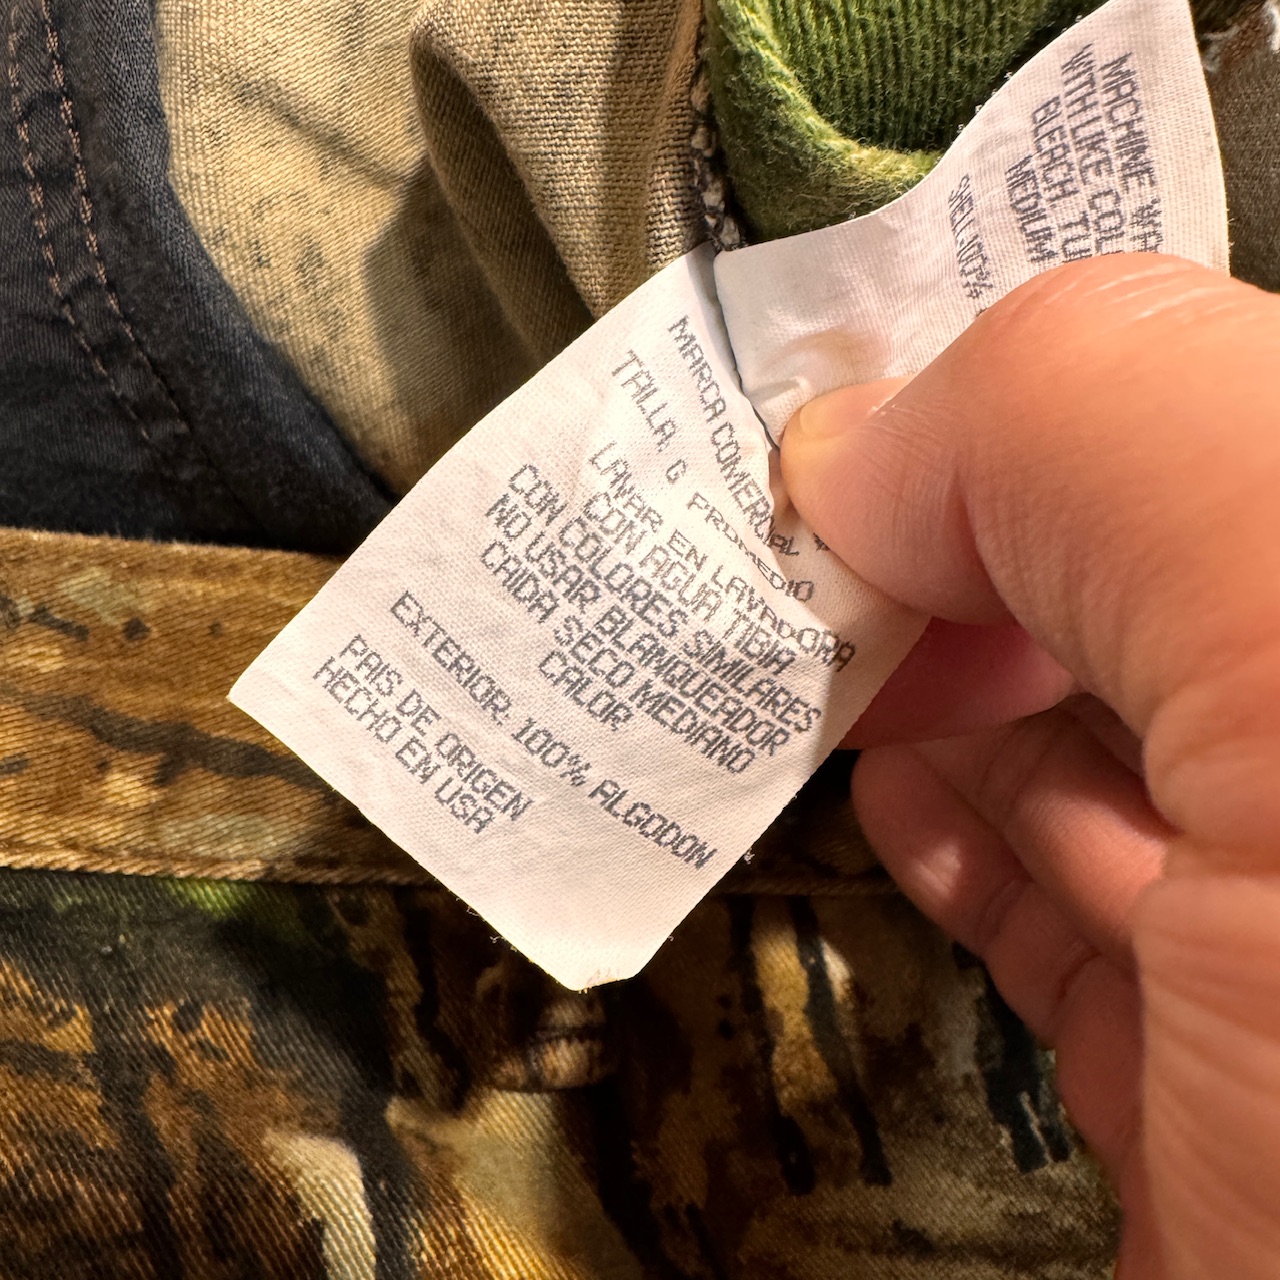 MACHINE WA
WITH LIKE COL
BLEACH. TU
MEDIUM
SHELL:100%
MARCA COMERCIAL
TALLA. G PROMEDIO
LAVAR EN LAVADORA
CON AGUA TIBIA
CON COLORES SIMILARES
NO USAR BLANQUEADOR
CAIDA SECO MEDIANO
CALOR
EXTERIOR. 100% ALGODON
PAIS DE ORIGEN
HECHO EN USA